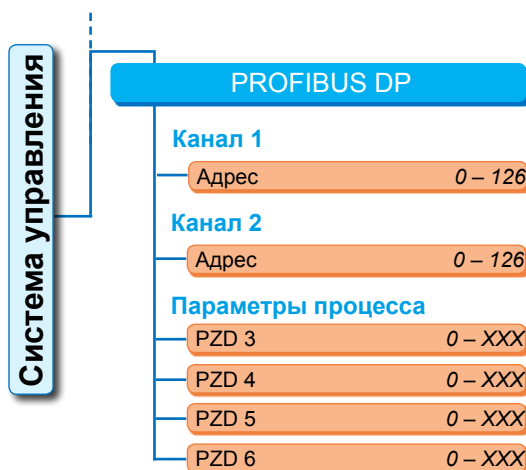 Система управления
PROFIBUS DP
Канал 1
Адрес 0 – 126
Канал 2
Адрес 0 – 126
Параметры процесса
PZD 3 0 – XXX
PZD 4 0 – XXX
PZD 5 0 – XXX
PZD 6 0 – XXX